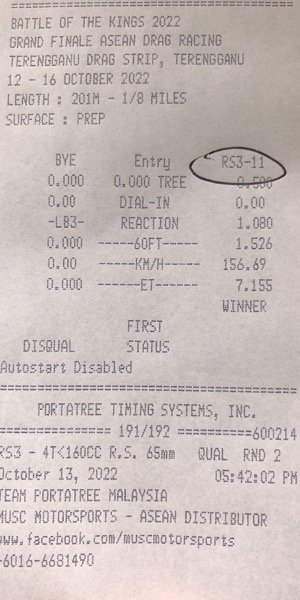 ==============================
BATTLE OF THE KINGS 2022
GRAND FINALE ASEAN DRAG RACING
TERENGGANU DRAG STRIP, TERENGGANU
12 - 16 OCTOBER 2022
LENGTH : 201M - 1/8 MILES
SURFACE : PREP
BYE Entry RS3-11
0.000 0.000 TREE 0.500
0.00 DIAL-IN 0.00
-LB3- REACTION 1.080
0.000 ------60FT----- 1.526
0.00 ------KM/H----- 156.69
0.000 ------ET------- 7.155
WINNER
FIRST
DISQUAL STATUS
Autostart Disabled
==============================
PORTATREE TIMING SYSTEMS, INC.
=============== 191/192 ==========600214
RS3 - 4T<160CC R.S. 65mm QUAL RND 2
October 13, 2022 05:42:02 PM
TEAM PORTATREE MALAYSIA
MUSC MOTORSPORTS - ASEAN DISTRIBUTOR
www.facebook.com/muscmotorsports
-6016-6681490